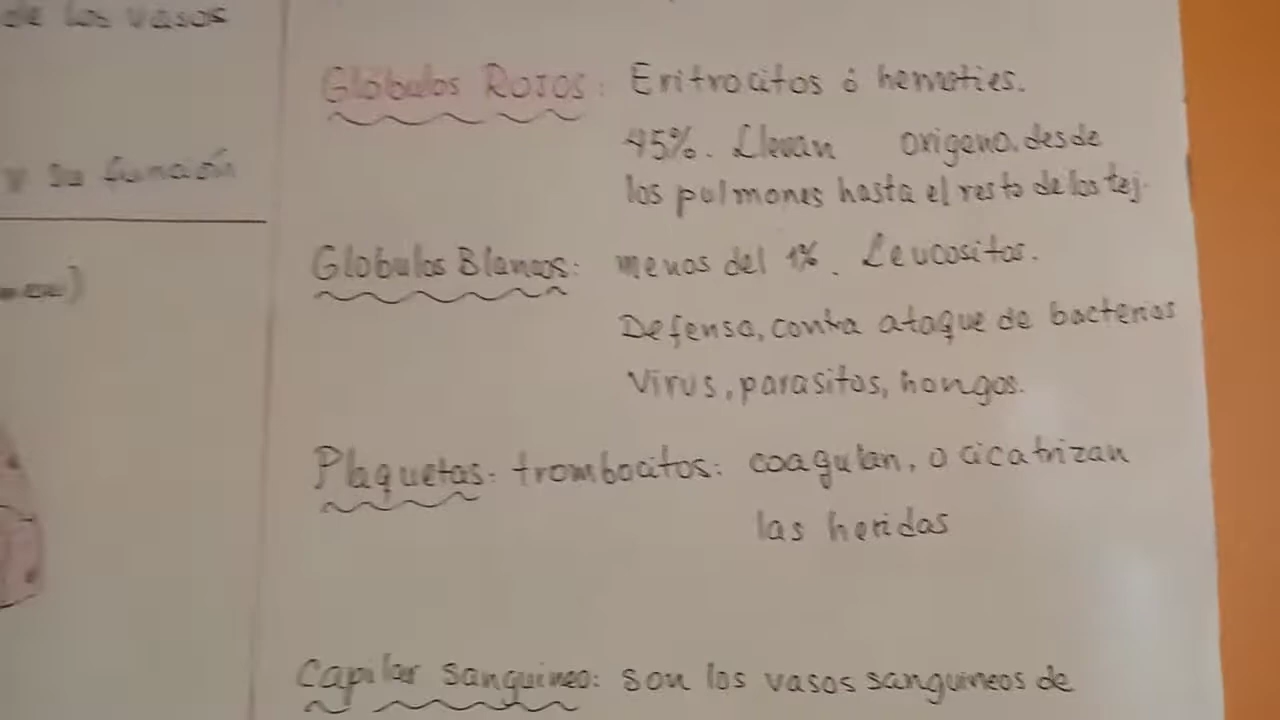 de los vasos
y su función
Glóbulos Rojos: Eritrocitos ó hematies.
45%. Llevan origeno, desde
los pulmones hasta el resto de los tej.
Globulos Blancos: menos del 1%. Leucositos.
Defensa, contra ataque de bacterias
Virus, parasitos, hongos.
Plaquetas: trombocitos: coagulan, o cicatrizan
las heridas
Capilar sanguineo: son los vasos sanguineos de